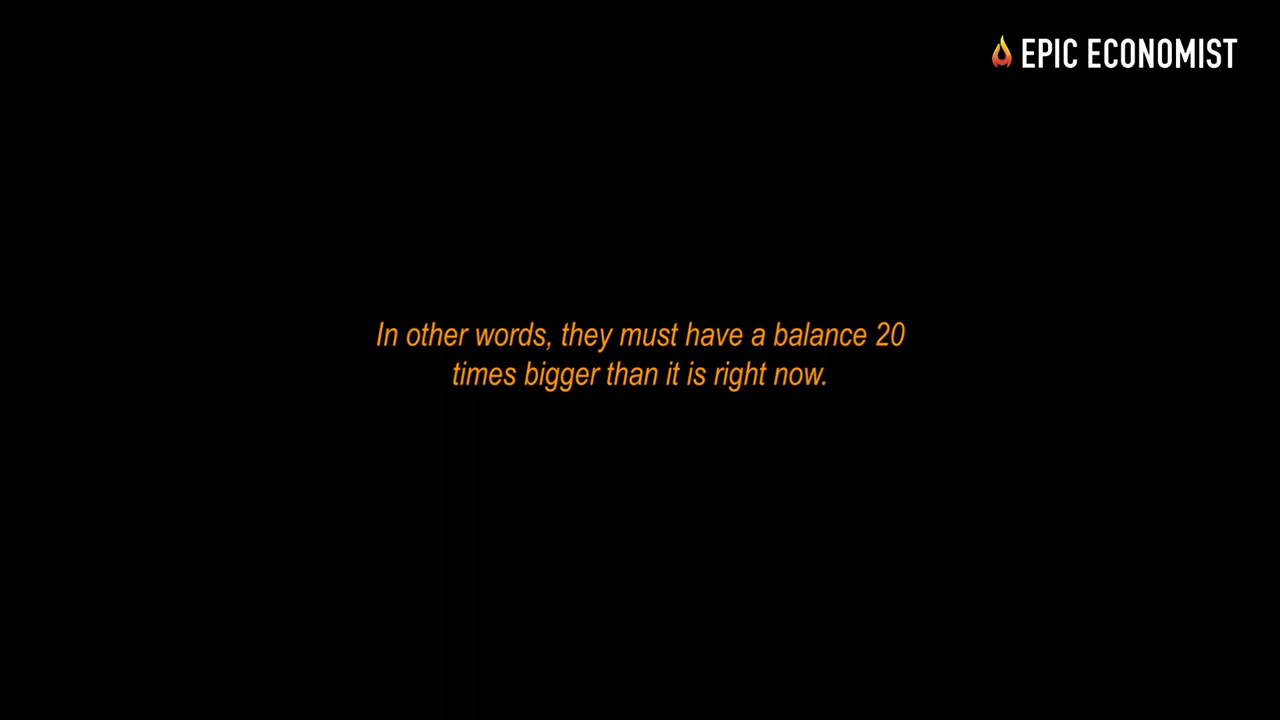 EPIC ECONOMIST
In other words, they must have a balance 20
times bigger than it is right now.